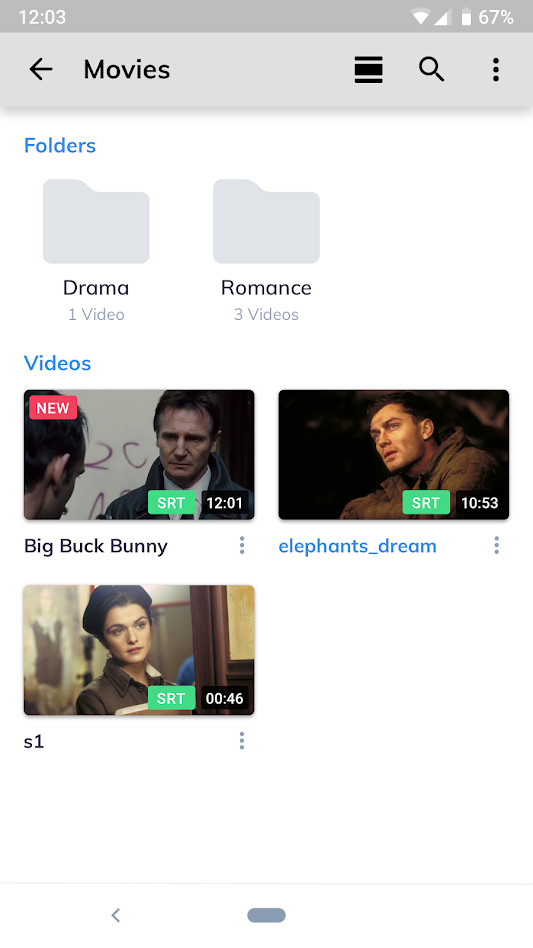 12:03 67%
Movies
Folders
Drama Romance
1 Video 3 Videos
Videos
NEW
SRT 12:01 SRT 10:53
Big Buck Bunny elephants_dream
SRT 00:46
s1